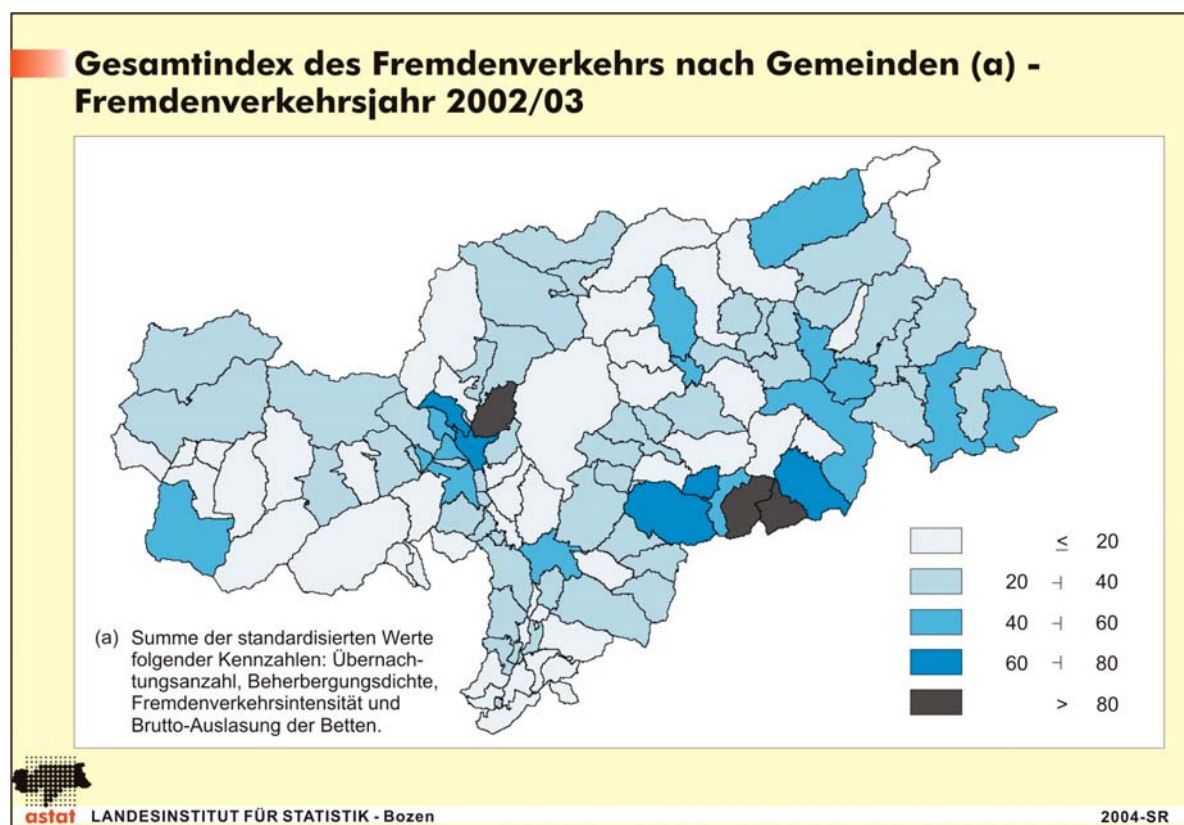 Gesamtindex des Fremdenverkehrs nach Gemeinden (a) -
Fremdenverkehrsjahr 2002/03
≤ 20
20 ⊣ 40
40 ⊣ 60
60 ⊣ 80
> 80
(a) Summe der standardisierten Werte
folgender Kennzahlen: Übernach-
tungsanzahl, Beherbergungsdichte,
Fremdenverkehrsintensität und
Brutto-Auslasung der Betten.
astat LANDESINSTITUT FÜR STATISTIK - Bozen
2004-SR